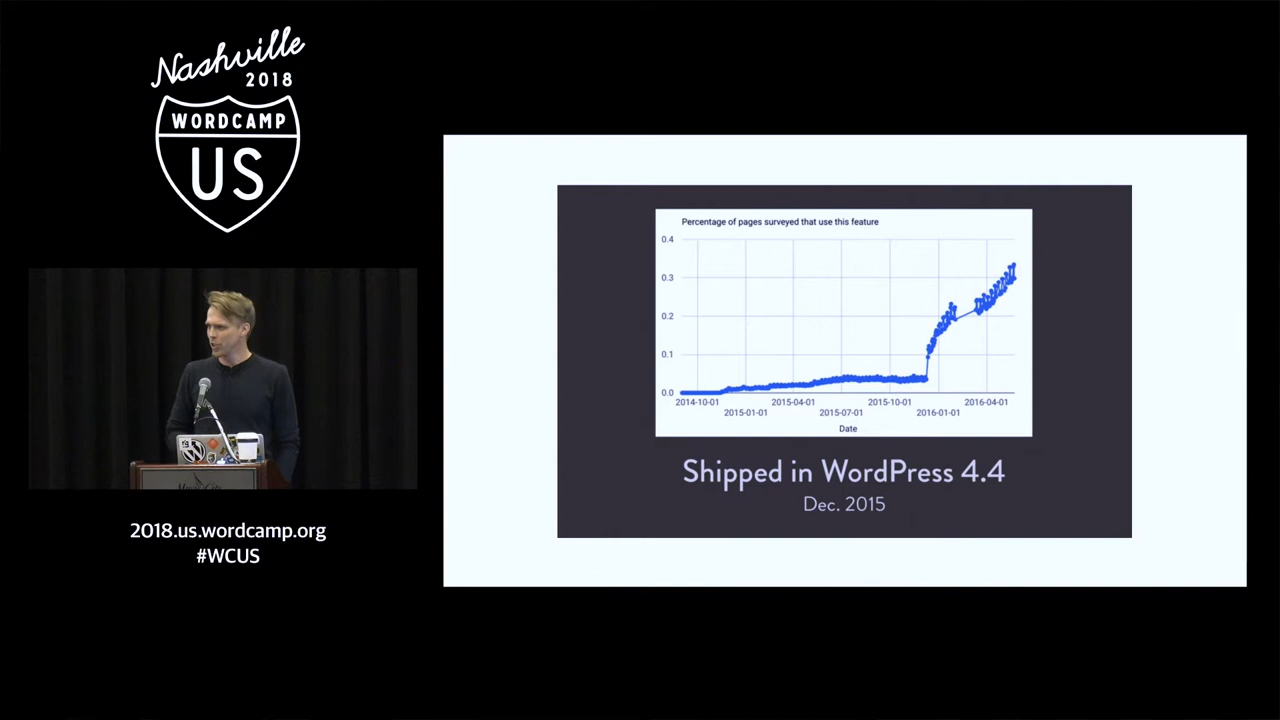 Nashville
2018
WORDCAMP
US
2018.us.wordcamp.org
#WCUS
Percentage of pages surveyed that use this feature
0.4
0.3
0.2
0.1
0.0
2014-10-01
2015-01-01
2015-04-01
2015-07-01
2015-10-01
2016-01-01
2016-04-01
Date
Shipped in WordPress 4.4
Dec. 2015